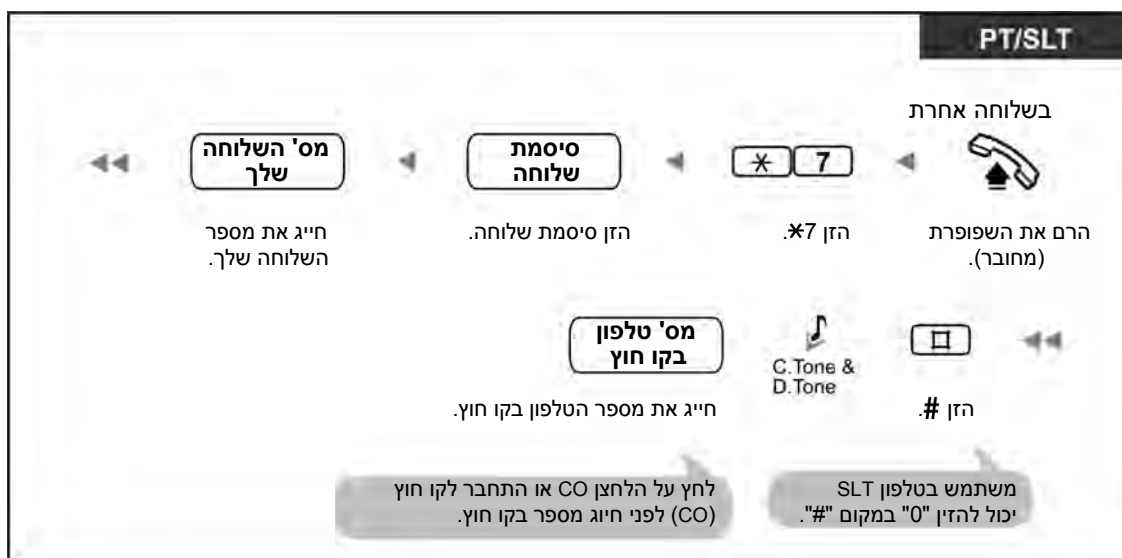 PT/SLT
בשלוחה אחרת
7
✳
סיסמת
שלוחה
מס' השלוחה
שלך
הרם את השפופרת
(מחובר).
הזן 7✳.
הזן סיסמת שלוחה.
חייג את מספר
השלוחה שלך.
⌗
C.Tone &
D.Tone
מס' טלפון
בקו חוץ
הזן #.
חייג את מספר הטלפון בקו חוץ.
משתמש בטלפון SLT
יכול להזין "0" במקום "#".
לחץ על הלחצן CO או התחבר לקו חוץ
(CO) לפני חיוג מספר בקו חוץ.